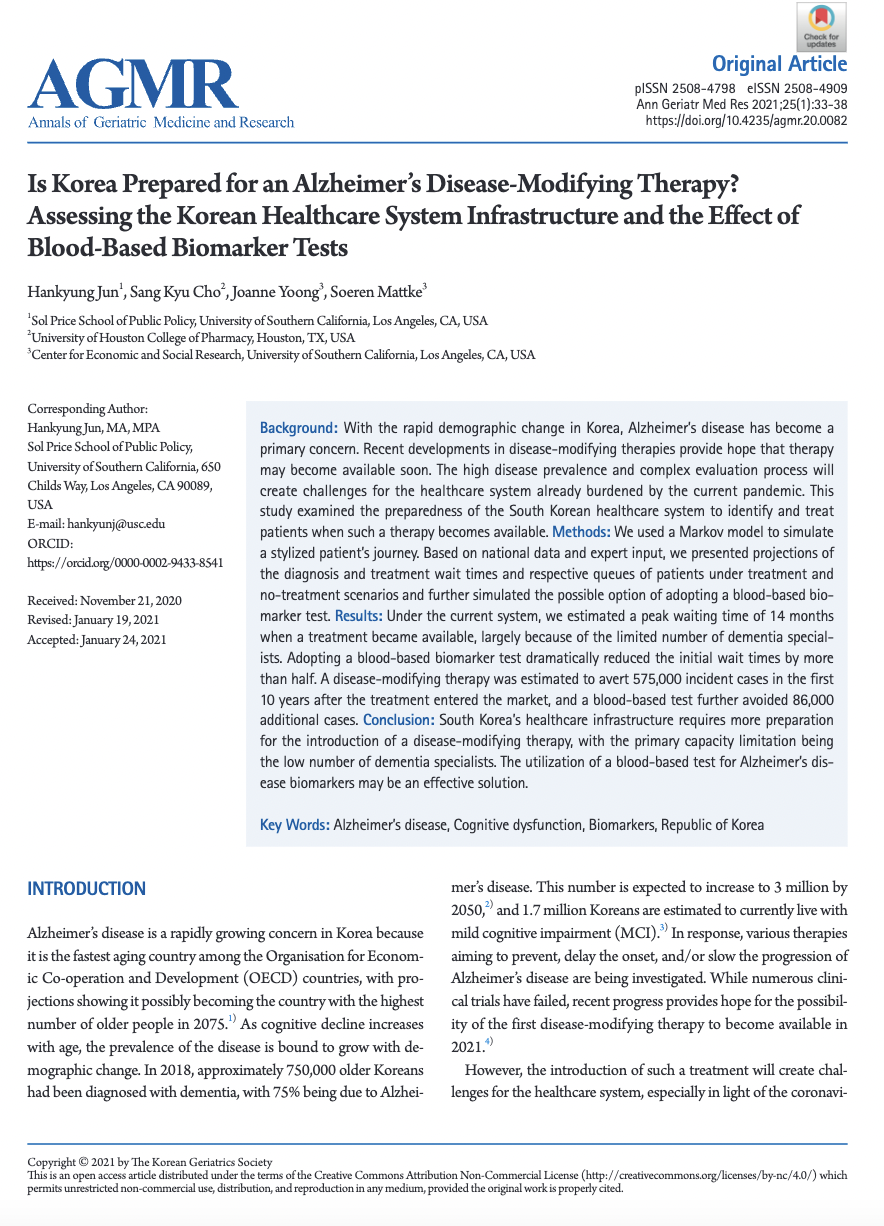 Check for
updates
AGMR
Annals of Geriatric Medicine and Research
Original Article
pISSN 2508-4798 eISSN 2508-4909
Ann Geriatr Med Res 2021;25(1):33-38
https://doi.org/10.4235/agmr.20.0082
Is Korea Prepared for an Alzheimer's Disease-Modifying Therapy?
Assessing the Korean Healthcare System Infrastructure and the Effect of
Blood-Based Biomarker Tests
Hankyung Jun1, Sang Kyu Cho2, Joanne Yoong3, Soeren Mattke3
1Sol Price School of Public Policy, University of Southern California, Los Angeles, CA, USA
2University of Houston College of Pharmacy, Houston, TX, USA
3Center for Economic and Social Research, University of Southern California, Los Angeles, CA, USA
Corresponding Author:
Hankyung Jun, MA, MPA
Sol Price School of Public Policy,
University of Southern California, 650
Childs Way, Los Angeles, CA 90089,
USA
E-mail: hankyunj@usc.edu
ORCID:
https://orcid.org/0000-0002-9433-8541
Received: November 21, 2020
Revised: January 19, 2021
Accepted: January 24, 2021
Background: With the rapid demographic change in Korea, Alzheimer's disease has become a
primary concern. Recent developments in disease-modifying therapies provide hope that therapy
may become available soon. The high disease prevalence and complex evaluation process will
create challenges for the healthcare system already burdened by the current pandemic. This
study examined the preparedness of the South Korean healthcare system to identify and treat
patients when such a therapy becomes available. Methods: We used a Markov model to simulate
a stylized patient's journey. Based on national data and expert input, we presented projections of
the diagnosis and treatment wait times and respective queues of patients under treatment and
no-treatment scenarios and further simulated the possible option of adopting a blood-based bio-
marker test. Results: Under the current system, we estimated a peak waiting time of 14 months
when a treatment became available, largely because of the limited number of dementia special-
ists. Adopting a blood-based biomarker test dramatically reduced the initial wait times by more
than half. A disease-modifying therapy was estimated to avert 575,000 incident cases in the first
10 years after the treatment entered the market, and a blood-based test further avoided 86,000
additional cases. Conclusion: South Korea's healthcare infrastructure requires more preparation
for the introduction of a disease-modifying therapy, with the primary capacity limitation being
the low number of dementia specialists. The utilization of a blood-based test for Alzheimer's dis-
ease biomarkers may be an effective solution.
Key Words: Alzheimer's disease, Cognitive dysfunction, Biomarkers, Republic of Korea
INTRODUCTION
Alzheimer's disease is a rapidly growing concern in Korea because
it is the fastest aging country among the Organisation for Econom-
ic Co-operation and Development (OECD) countries, with pro-
jections showing it possibly becoming the country with the highest
number of older people in 2075.1) As cognitive decline increases
with age, the prevalence of the disease is bound to grow with de-
mographic change. In 2018, approximately 750,000 older Koreans
had been diagnosed with dementia, with 75% being due to Alzhei-
mer's disease. This number is expected to increase to 3 million by
2050,2) and 1.7 million Koreans are estimated to currently live with
mild cognitive impairment (MCI).3) In response, various therapies
aiming to prevent, delay the onset, and/or slow the progression of
Alzheimer's disease are being investigated. While numerous clini-
cal trials have failed, recent progress provides hope for the possibil-
ity of the first disease-modifying therapy to become available in
2021.4)
However, the introduction of such a treatment will create chal-
lenges for the healthcare system, especially in light of the coronavi-
Copyright © 2021 by The Korean Geriatrics Society
This is an open access article distributed under the terms of the Creative Commons Attribution Non-Commercial License (http://creativecommons.org/licenses/by-nc/4.0/) which
permits unrestricted non-commercial use, distribution, and reproduction in any medium, provided the original work is properly cited.